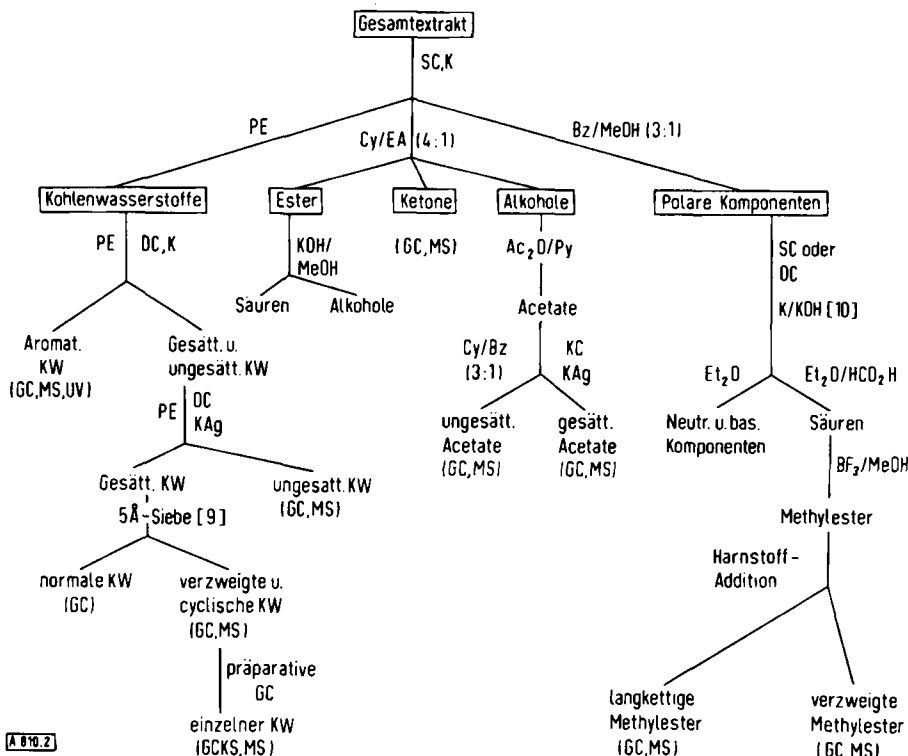 Gesamtextrakt
SC,K
PE
Cy/EA (4:1)
Bz/MeOH (3:1)
Kohlenwasserstoffe
Ester
Ketone
Alkohole
Polare Komponenten
PE
DC,K
KOH/
MeOH
(GC,MS)
Ac₂O/Py
SC oder
DC
K/KOH [10]
Säuren
Alkohole
Acetate
Aromat.
KW
(GC,MS,UV)
Gesätt. u.
ungesätt. KW
Cy/Bz
(3:1)
KC
KAg
Et₂O
Et₂O/HCO₂H
PE
DC
KAg
ungesätt.
Acetate
(GC,MS)
gesätt.
Acetate
(GC,MS)
Neutr. u. bas.
Komponenten
Säuren
BF₃/MeOH
Gesätt. KW
ungesatt. KW
(GC,MS)
5Å-Siebe [9]
Methylester
Harnstoff-
Addition
normale KW
(GC)
verzweigte u.
cyclische KW
(GC,MS)
präparative
GC
einzelner KW
(GCKS,MS)
langkettige
Methylester
(GC,MS)
verzweigte
Methylester
(GC,MS)
A 810.2